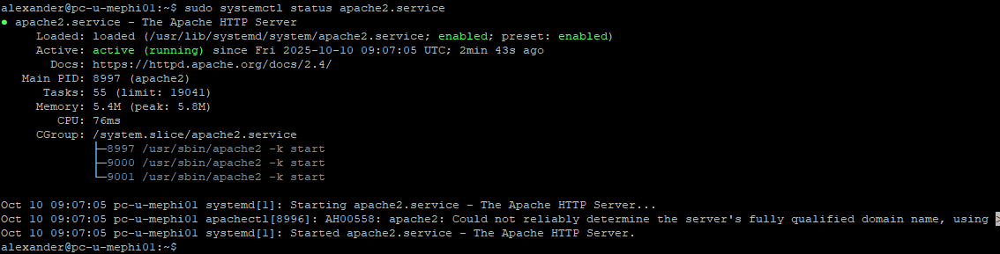 alexander@pc-u-mephi01:~$ sudo systemctl status apache2.service
● apache2.service - The Apache HTTP Server
     Loaded: loaded (/usr/lib/systemd/system/apache2.service; enabled; preset: enabled)
     Active: active (running) since Fri 2025-10-10 09:07:05 UTC; 2min 43s ago
       Docs: https://httpd.apache.org/docs/2.4/
   Main PID: 8997 (apache2)
      Tasks: 55 (limit: 19041)
     Memory: 5.4M (peak: 5.8M)
        CPU: 76ms
     CGroup: /system.slice/apache2.service
             ├─8997 /usr/sbin/apache2 -k start
             ├─9000 /usr/sbin/apache2 -k start
             └─9001 /usr/sbin/apache2 -k start

Oct 10 09:07:05 pc-u-mephi01 systemd[1]: Starting apache2.service - The Apache HTTP Server...
Oct 10 09:07:05 pc-u-mephi01 apachectl[8996]: AH00558: apache2: Could not reliably determine the server's fully qualified domain name, using >
Oct 10 09:07:05 pc-u-mephi01 systemd[1]: Started apache2.service - The Apache HTTP Server.
alexander@pc-u-mephi01:~$